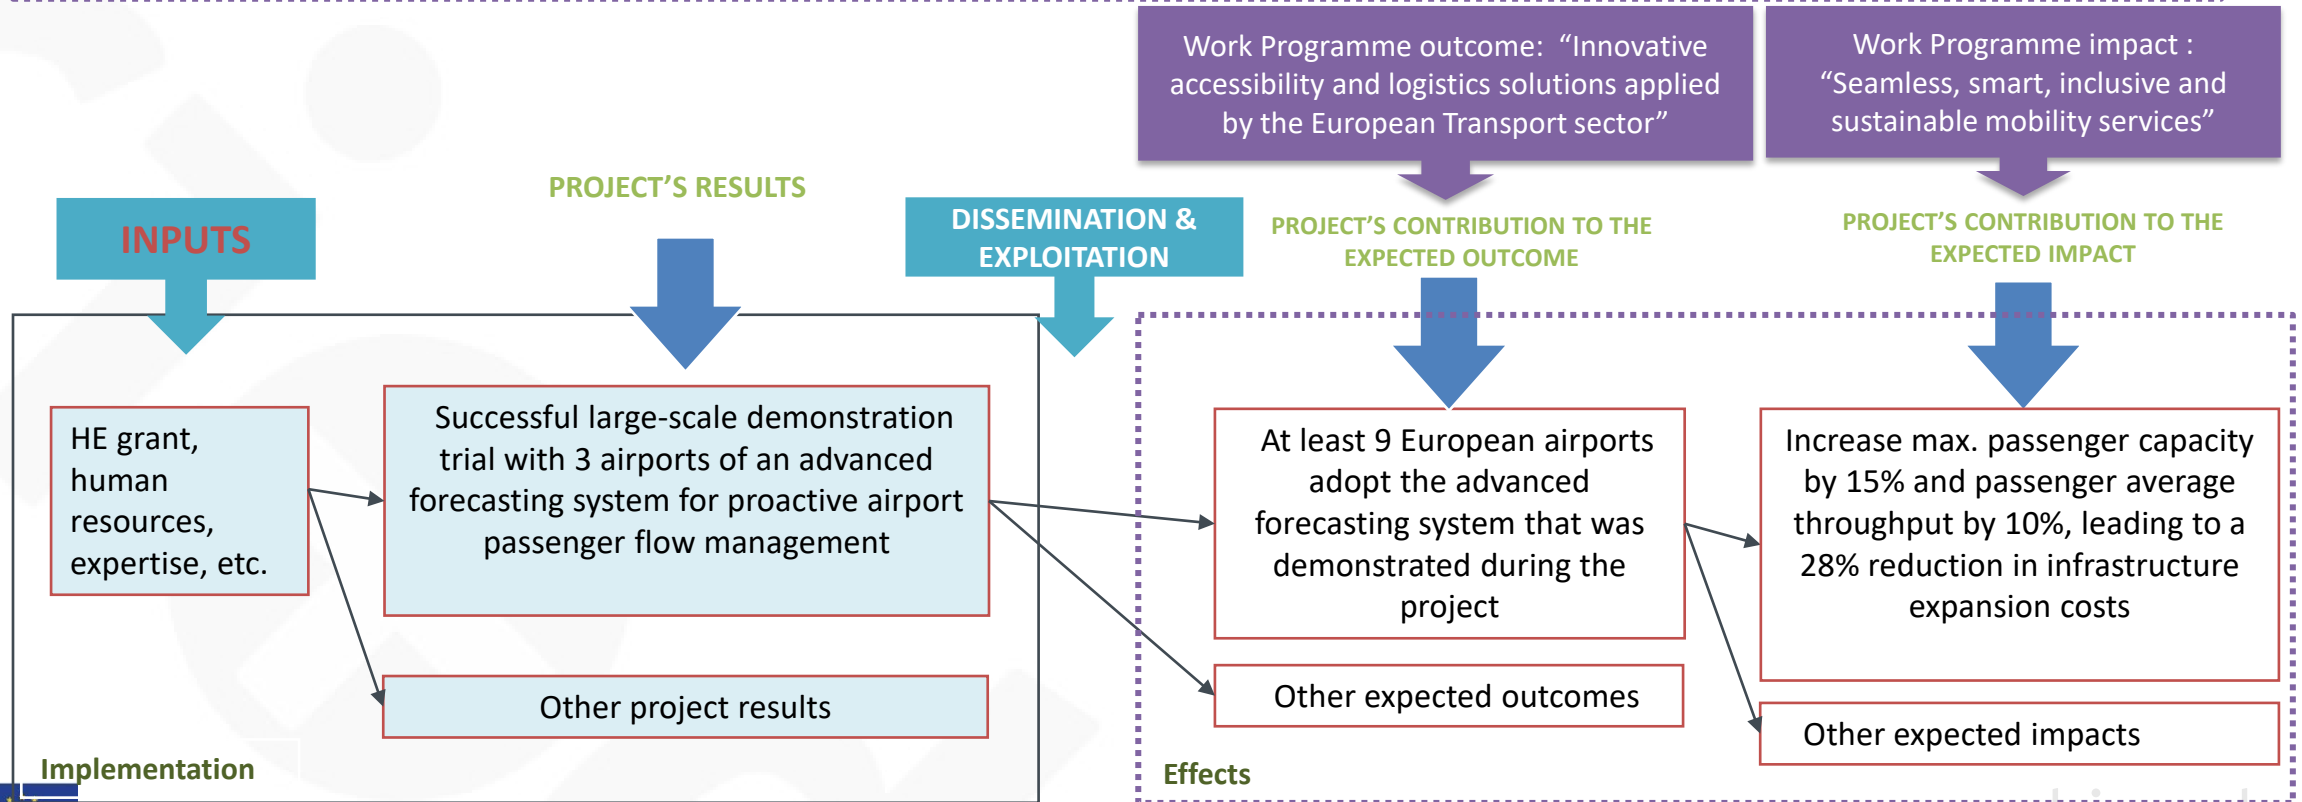 Work Programme outcome: “Innovative
accessibility and logistics solutions applied
by the European Transport sector”
Work Programme impact :
“Seamless, smart, inclusive and
sustainable mobility services”
INPUTS
PROJECT’S RESULTS
DISSEMINATION &
EXPLOITATION
PROJECT’S CONTRIBUTION TO THE
EXPECTED OUTCOME
PROJECT’S CONTRIBUTION TO THE
EXPECTED IMPACT
HE grant,
human
resources,
expertise, etc.
Successful large-scale demonstration
trial with 3 airports of an advanced
forecasting system for proactive airport
passenger flow management
Other project results
Implementation
At least 9 European airports
adopt the advanced
forecasting system that was
demonstrated during the
project
Other expected outcomes
Increase max. passenger capacity
by 15% and passenger average
throughput by 10%, leading to a
28% reduction in infrastructure
expansion costs
Other expected impacts
Effects